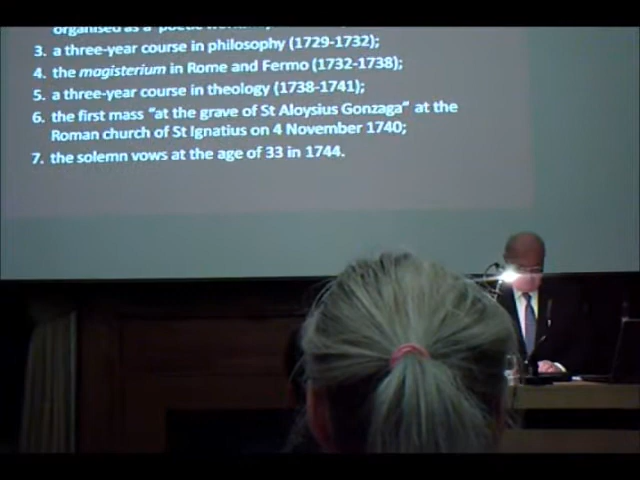 organised as a "poetic
3. a three-year course in philosophy (1729-1732);
4. the magisterium in Rome and Fermo (1732-1738);
5. a three-year course in theology (1738-1741);
6. the first mass "at the grave of St Aloysius Gonzaga" at the
Roman church of St Ignatius on 4 November 1740;
7. the solemn vows at the age of 33 in 1744.